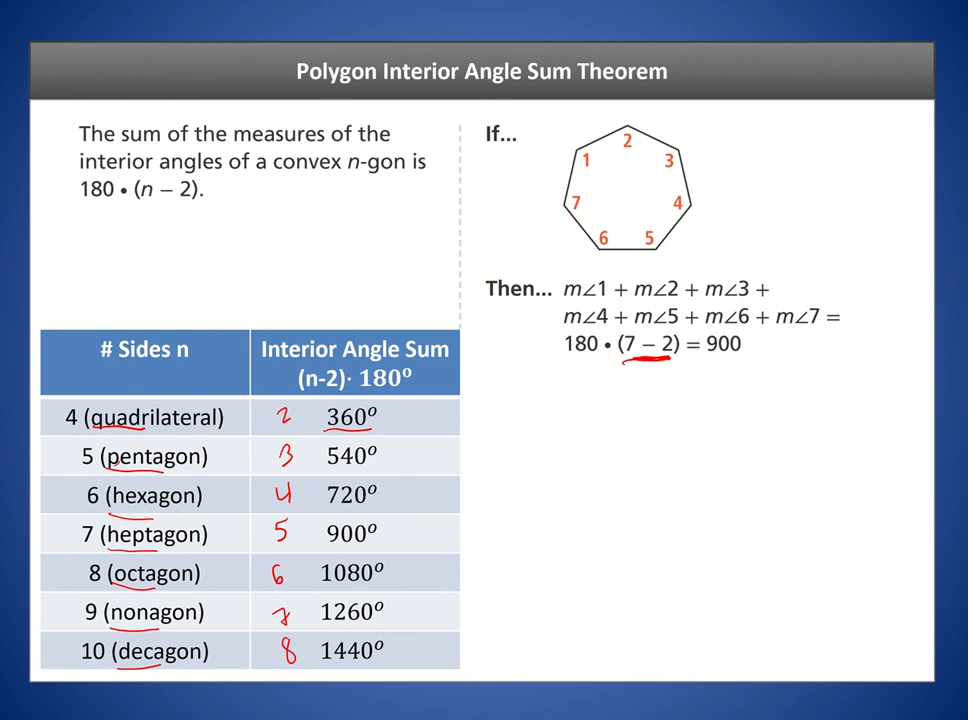 Polygon Interior Angle Sum Theorem
The sum of the measures of the
interior angles of a convex n-gon is
180 • (n − 2).
If...
1
2
3
4
5
6
7
Then... m∠1 + m∠2 + m∠3 +
m∠4 + m∠5 + m∠6 + m∠7 =
180 • (7 − 2) = 900
# Sides n
Interior Angle Sum
(n-2)· 180º
4 (quadrilateral) 2 360º
5 (pentagon) 3 540º
6 (hexagon) 4 720º
7 (heptagon) 5 900º
8 (octagon) 6 1080º
9 (nonagon) 7 1260º
10 (decagon) 8 1440º